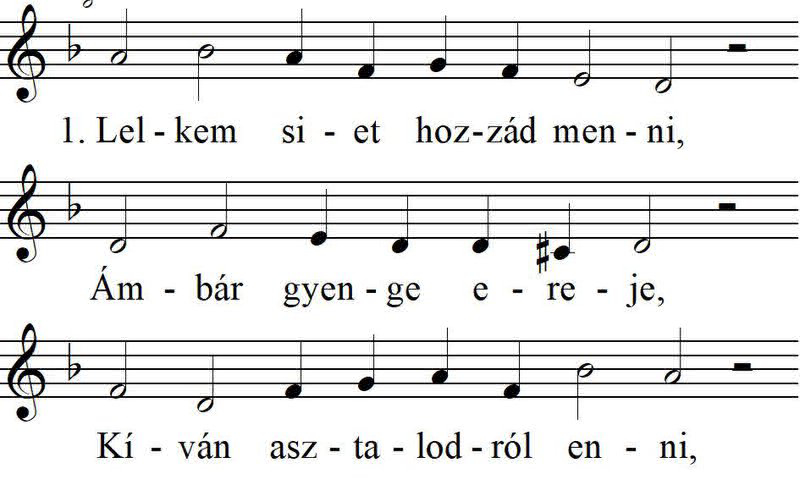 1. Lel - kem si - et hoz-zád men - ni,
Ám - bár gyen - ge e - re - je,
Kí - ván asz - ta - lod - ról en - ni,